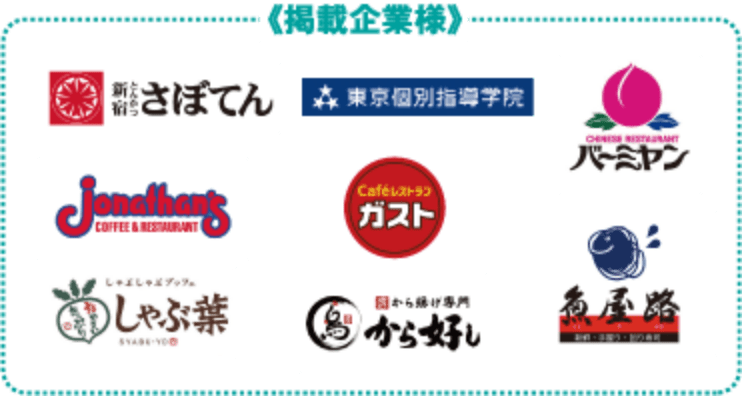 《掲載企業様》
とんかつ
新宿さぼてん
東京個別指導学院
CHINESE RESTAURANT
バーミヤン
jonathan's
COFFEE & RESTAURANT
Caféレストラン
ガスト
しゃぶしゃぶブッフェ
しゃぶ葉
SYABU-YO
から揚げ専門
から好し
鳥
魚屋路